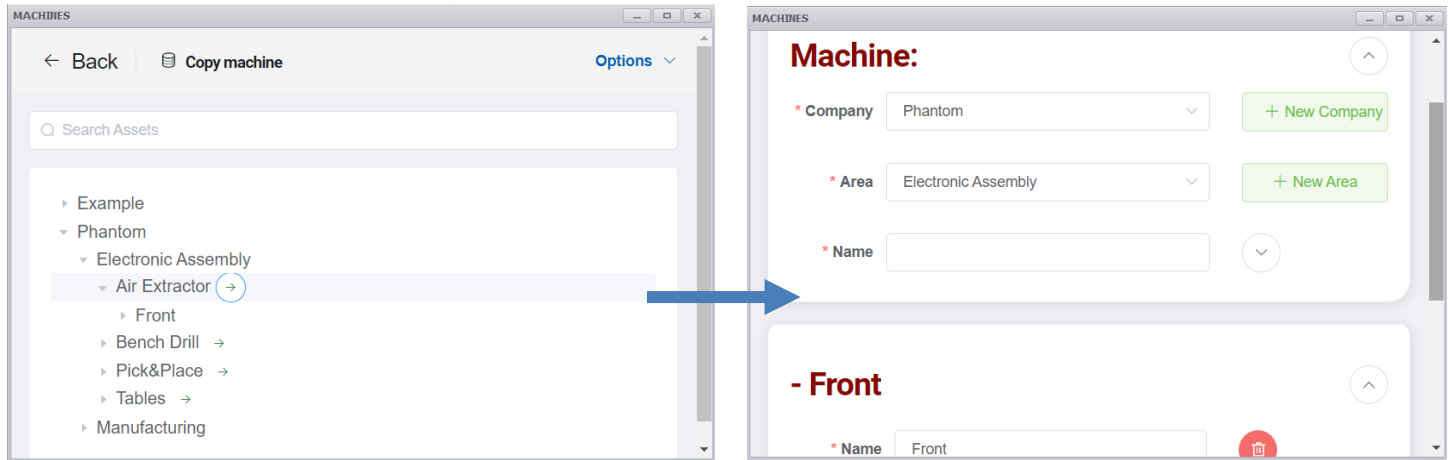 MACHINES
← Back
Copy machine
Options
Search Assets
Example
Phantom
Electronic Assembly
Air Extractor →
Front
Bench Drill →
Pick&Place →
Tables →
Manufacturing
MACHINES
Machine:
* Company Phantom + New Company
* Area Electronic Assembly + New Area
* Name
- Front
* Name Front